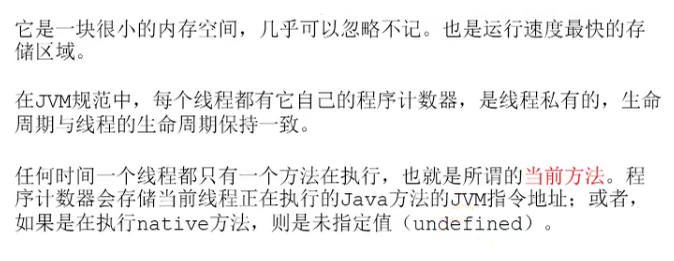 它是一块很小的内存空间，几乎可以忽略不记。也是运行速度最快的存
储区域。
在JVM规范中，每个线程都有它自己的程序计数器，是线程私有的，生命
周期与线程的生命周期保持一致。
任何时间一个线程都只有一个方法在执行，也就是所谓的当前方法。程
序计数器会存储当前线程正在执行的Java方法的JVM指令地址；或者，
如果是在执行native方法，则是未指定值（undefined）。